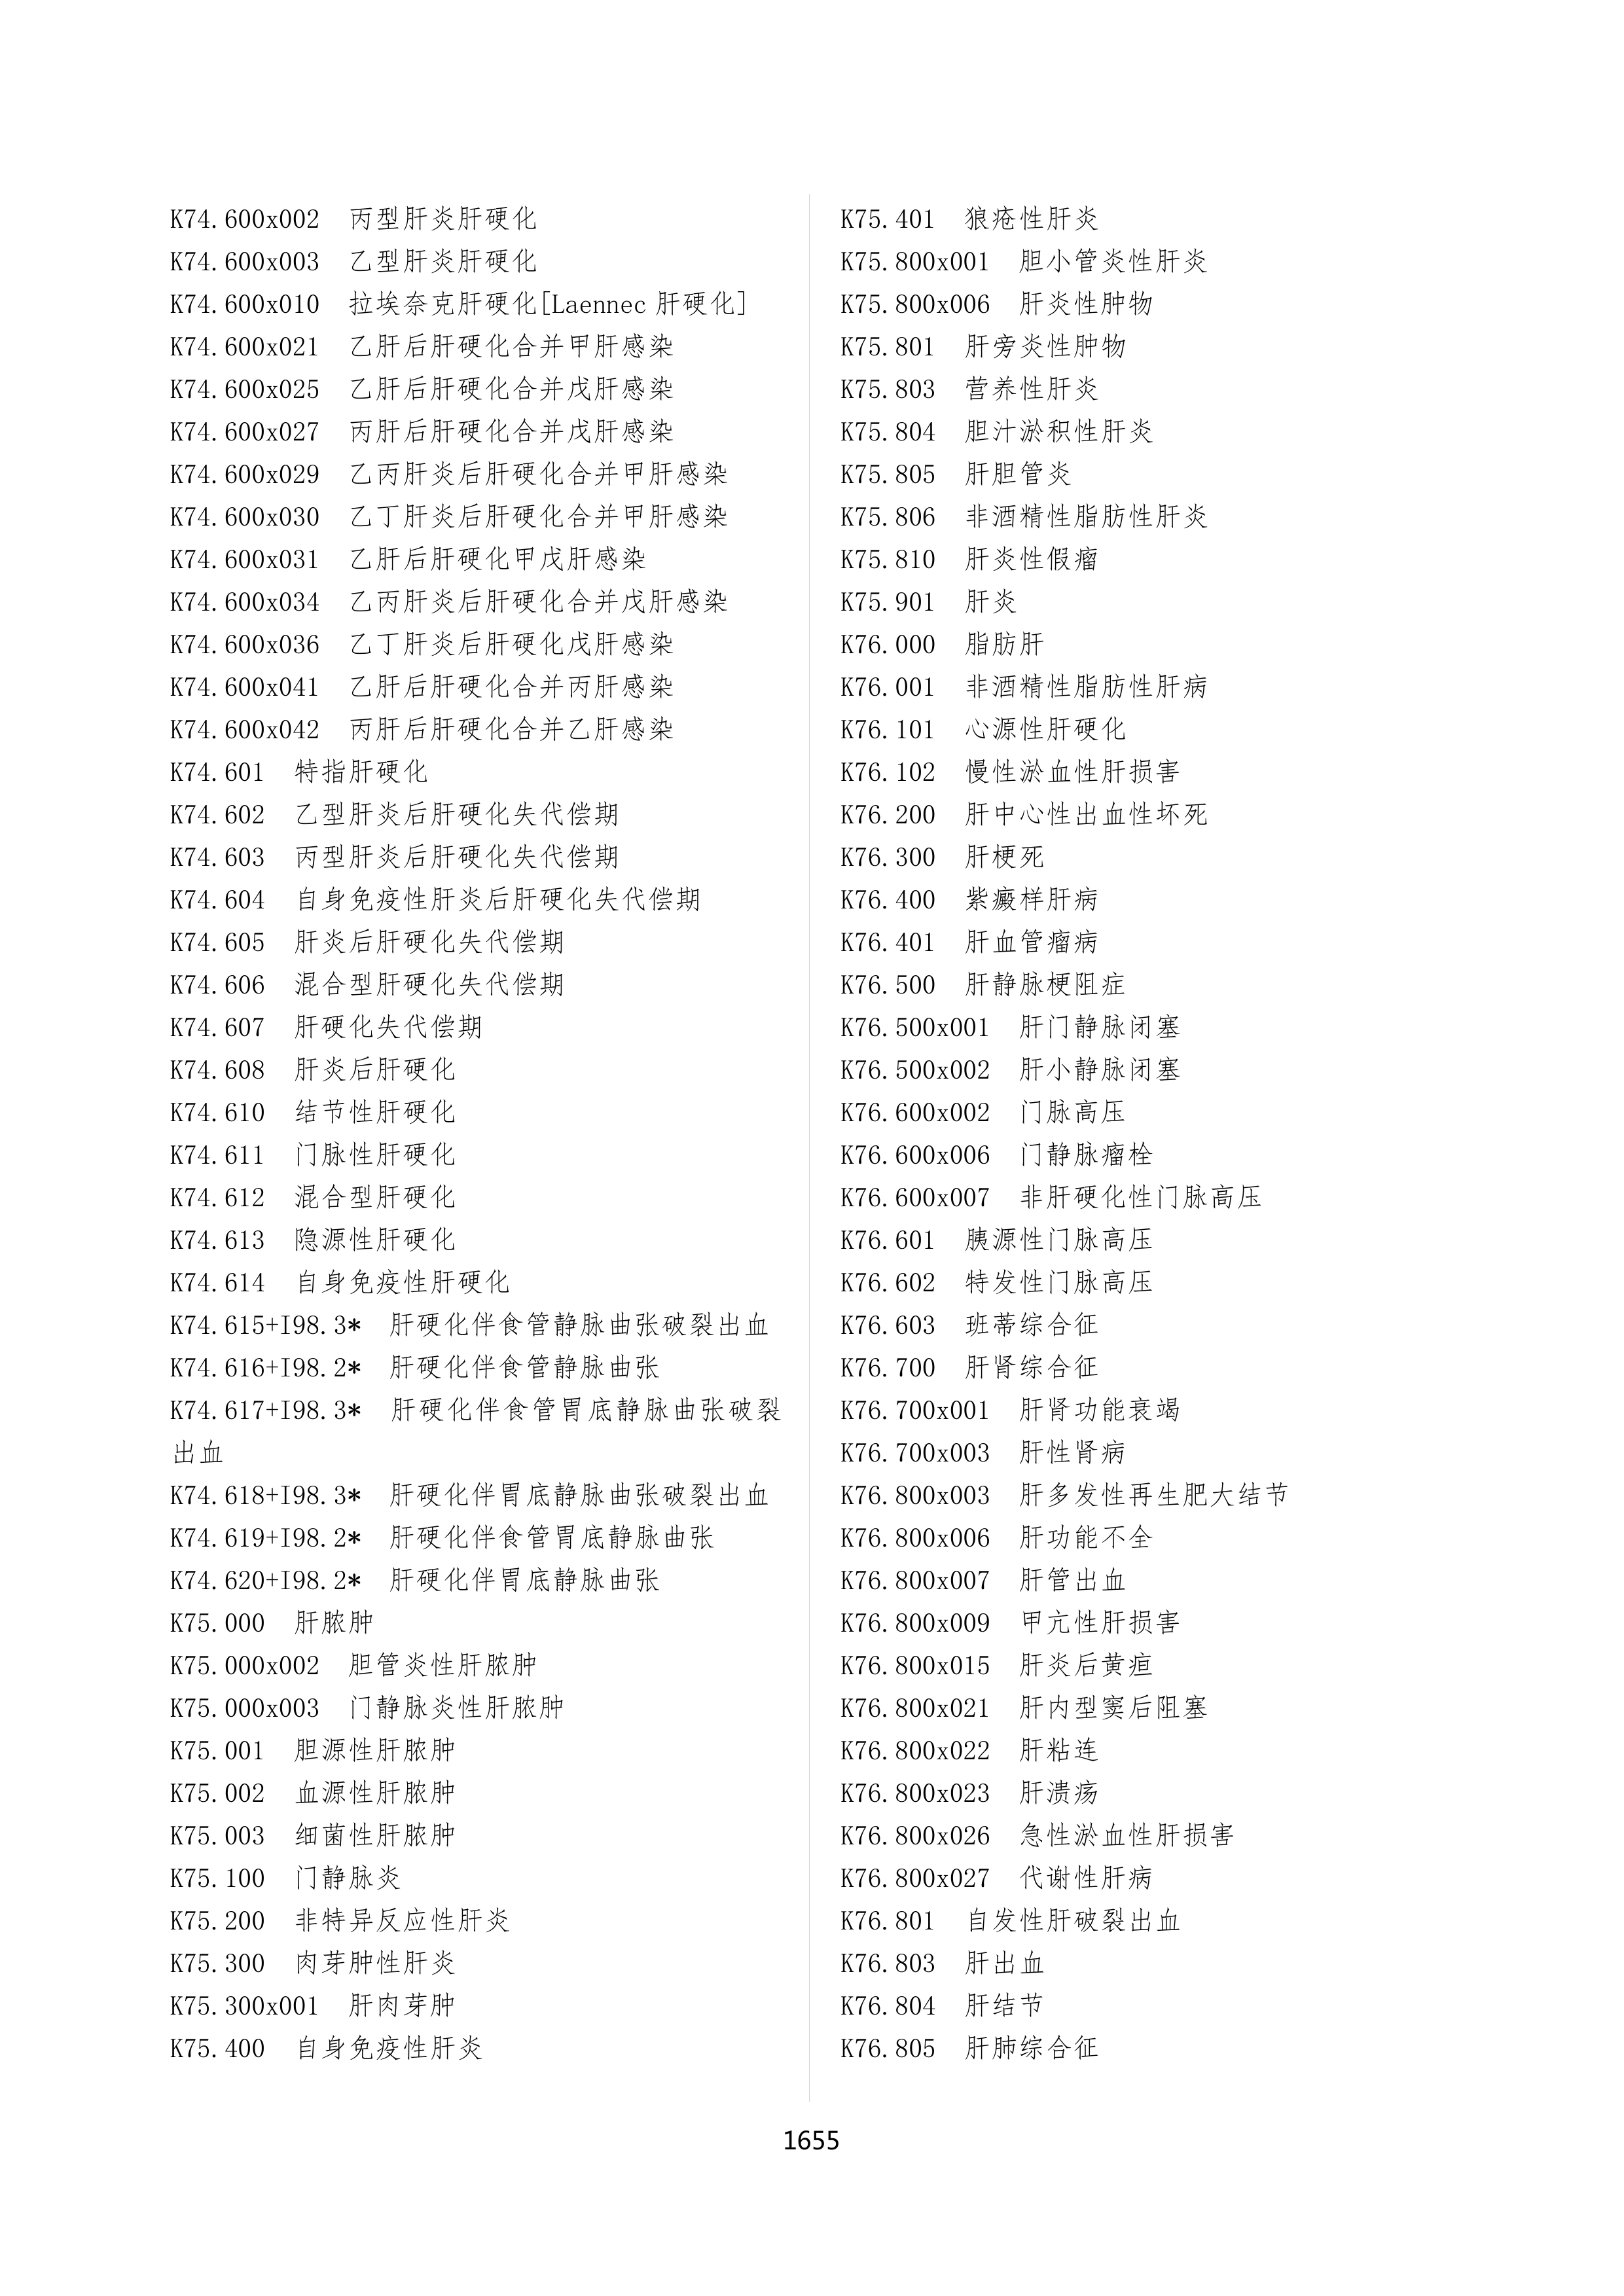 K74.600x002 丙型肝炎肝硬化
K74.600x003 乙型肝炎肝硬化
K74.600x010 拉埃奈克肝硬化[Laennec 肝硬化]
K74.600x021 乙肝后肝硬化合并甲肝感染
K74.600x025 乙肝后肝硬化合并戊肝感染
K74.600x027 丙肝后肝硬化合并戊肝感染
K74.600x029 乙丙肝炎后肝硬化合并甲肝感染
K74.600x030 乙丁肝炎后肝硬化合并甲肝感染
K74.600x031 乙肝后肝硬化甲戊肝感染
K74.600x034 乙丙肝炎后肝硬化合并戊肝感染
K74.600x036 乙丁肝炎后肝硬化戊肝感染
K74.600x041 乙肝后肝硬化合并丙肝感染
K74.600x042 丙肝后肝硬化合并乙肝感染
K74.601 特指肝硬化
K74.602 乙型肝炎后肝硬化失代偿期
K74.603 丙型肝炎后肝硬化失代偿期
K74.604 自身免疫性肝炎后肝硬化失代偿期
K74.605 肝炎后肝硬化失代偿期
K74.606 混合型肝硬化失代偿期
K74.607 肝硬化失代偿期
K74.608 肝炎后肝硬化
K74.610 结节性肝硬化
K74.611 门脉性肝硬化
K74.612 混合型肝硬化
K74.613 隐源性肝硬化
K74.614 自身免疫性肝硬化
K74.615+I98.3* 肝硬化伴食管静脉曲张破裂出血
K74.616+I98.2* 肝硬化伴食管静脉曲张
K74.617+I98.3* 肝硬化伴食管胃底静脉曲张破裂
出血
K74.618+I98.3* 肝硬化伴胃底静脉曲张破裂出血
K74.619+I98.2* 肝硬化伴食管胃底静脉曲张
K74.620+I98.2* 肝硬化伴胃底静脉曲张
K75.000 肝脓肿
K75.000x002 胆管炎性肝脓肿
K75.000x003 门静脉炎性肝脓肿
K75.001 胆源性肝脓肿
K75.002 血源性肝脓肿
K75.003 细菌性肝脓肿
K75.100 门静脉炎
K75.200 非特异反应性肝炎
K75.300 肉芽肿性肝炎
K75.300x001 肝肉芽肿
K75.400 自身免疫性肝炎
K75.401 狼疮性肝炎
K75.800x001 胆小管炎性肝炎
K75.800x006 肝炎性肿物
K75.801 肝旁炎性肿物
K75.803 营养性肝炎
K75.804 胆汁淤积性肝炎
K75.805 肝胆管炎
K75.806 非酒精性脂肪性肝炎
K75.810 肝炎性假瘤
K75.901 肝炎
K76.000 脂肪肝
K76.001 非酒精性脂肪性肝病
K76.101 心源性肝硬化
K76.102 慢性淤血性肝损害
K76.200 肝中心性出血性坏死
K76.300 肝梗死
K76.400 紫癜样肝病
K76.401 肝血管瘤病
K76.500 肝静脉梗阻症
K76.500x001 肝门静脉闭塞
K76.500x002 肝小静脉闭塞
K76.600x002 门脉高压
K76.600x006 门静脉瘤栓
K76.600x007 非肝硬化性门脉高压
K76.601 胰源性门脉高压
K76.602 特发性门脉高压
K76.603 班蒂综合征
K76.700 肝肾综合征
K76.700x001 肝肾功能衰竭
K76.700x003 肝性肾病
K76.800x003 肝多发性再生肥大结节
K76.800x006 肝功能不全
K76.800x007 肝管出血
K76.800x009 甲亢性肝损害
K76.800x015 肝炎后黄疸
K76.800x021 肝内型窦后阻塞
K76.800x022 肝粘连
K76.800x023 肝溃疡
K76.800x026 急性淤血性肝损害
K76.800x027 代谢性肝病
K76.801 自发性肝破裂出血
K76.803 肝出血
K76.804 肝结节
K76.805 肝肺综合征
1655